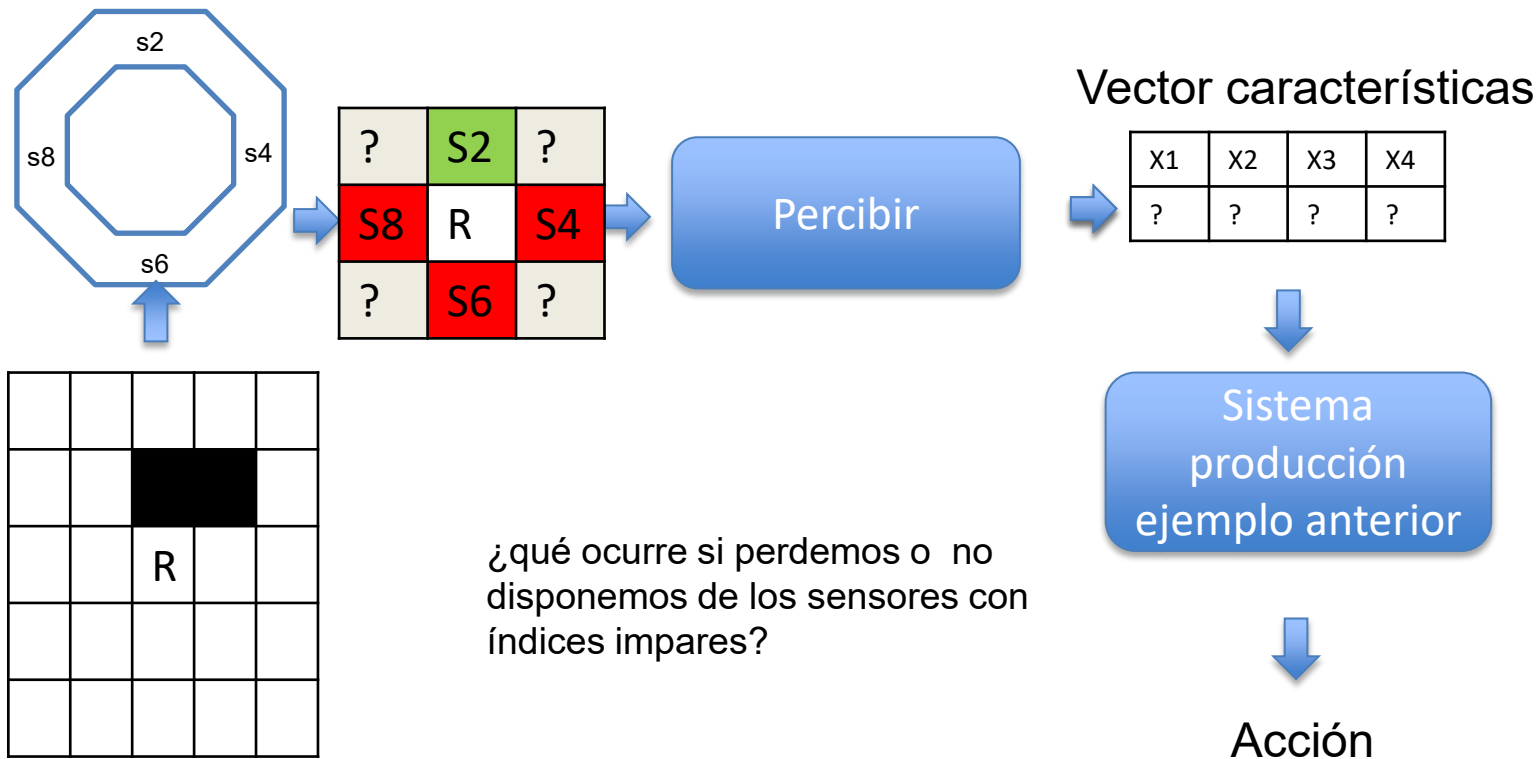 s2
s8
s4
s6
? S2 ?
S8 R S4
? S6 ?
Percibir
Vector características
X1 X2 X3 X4
? ? ? ?
R
¿qué ocurre si perdemos o no
disponemos de los sensores con
índices impares?
Sistema
producción
ejemplo anterior
Acción